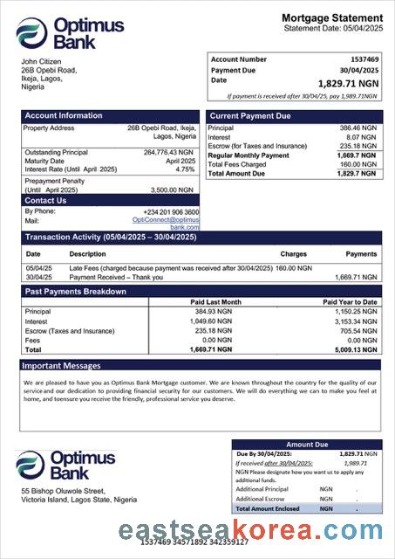 Optimus
Bank
Mortgage Statement
Statement Date: 05/04/2025
John Citizen
26B Opebi Road,
Ikeja, Lagos,
Nigeria
Account Number 1537469
Payment Due 30/04/2025
Date
1,829.71 NGN
If payment is received after 30/04/25, pay 1,989.71NGN
Account Information
Property Address 26B Opebi Road, Ikeja,
Lagos, Nigeria
Outstanding Principal 264,776.43 NGN
Maturity Date April 2025
Interest Rate (Until April 2025) 4.75%
Prepayment Penalty
(Until April 2025) 3,500.00 NGN
Contact Us
By Phone: +234 201 906 3600
Mail: OptiConnect@optimus
bank.com
Current Payment Due
Principal 386.46 NGN
Interest 8.07 NGN
Escrow (for Taxes and Insurance) 235.18 NGN
Regular Monthly Payment 1,669.7 NGN
Total Fees Charged 160.00 NGN
Total Amount Due 1,829.7 NGN
Transaction Activity (05/04/2025 – 30/04/2025)
Date Description Charges Payments
05/04/25 Late Fees (charged because payment was received after 30/04/2025) 160.00 NGN
30/04/25 Payment Received – Thank you 1,669.71 NGN
Past Payments Breakdown
Paid Last Month Paid Year to Date
Principal 384.93 NGN 1,150.25 NGN
Interest 1,049.60 NGN 3,153.34 NGN
Escrow (Taxes and Insurance) 235.18 NGN 705.54 NGN
Fees 0.00 NGN 0.00 NGN
Total 1,669.71 NGN 5,009.13 NGN
Important Messages
We are pleased to have you as Optimus Bank Mortgage customer. We are known throughout the country for the quality of our
service and our dedication to providing financial security for our customers. We will do everything we can to make you feel at
home, and toensure you receive the friendly, professional service you deserve.
Optimus
Bank
55 Bishop Oluwole Street,
Victoria Island, Lagos State, Nigeria
Amount Due
Due By 30/04/2025: 1,829.71 NGN
If received after 30/04/2025: 1,989.71
NGN Please designate how you want us to apply any
additional funds.
Additional Principal NGN .
Additional Escrow NGN .
Total Amount Enclosed NGN .
eastseakorea.com
1537469 34571892 342359127